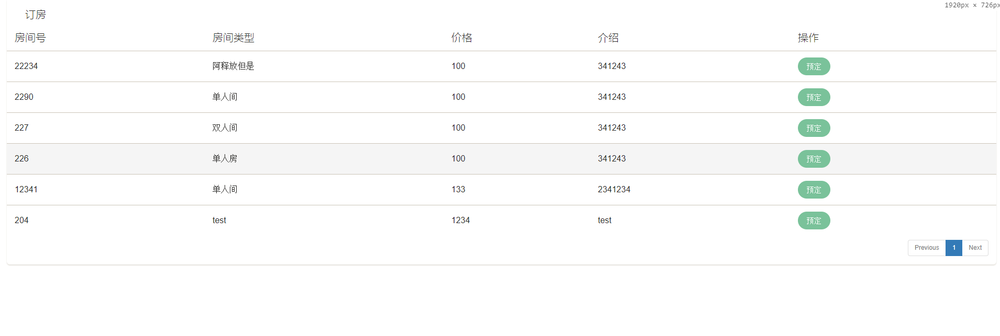 1920px × 726px
订房
房间号 房间类型 价格 介绍 操作
22234 阿释放但是 100 341243 预定
2290 单人间 100 341243 预定
227 双人间 100 341243 预定
226 单人房 100 341243 预定
12341 单人间 133 2341234 预定
204 test 1234 test 预定
Previous 1 Next